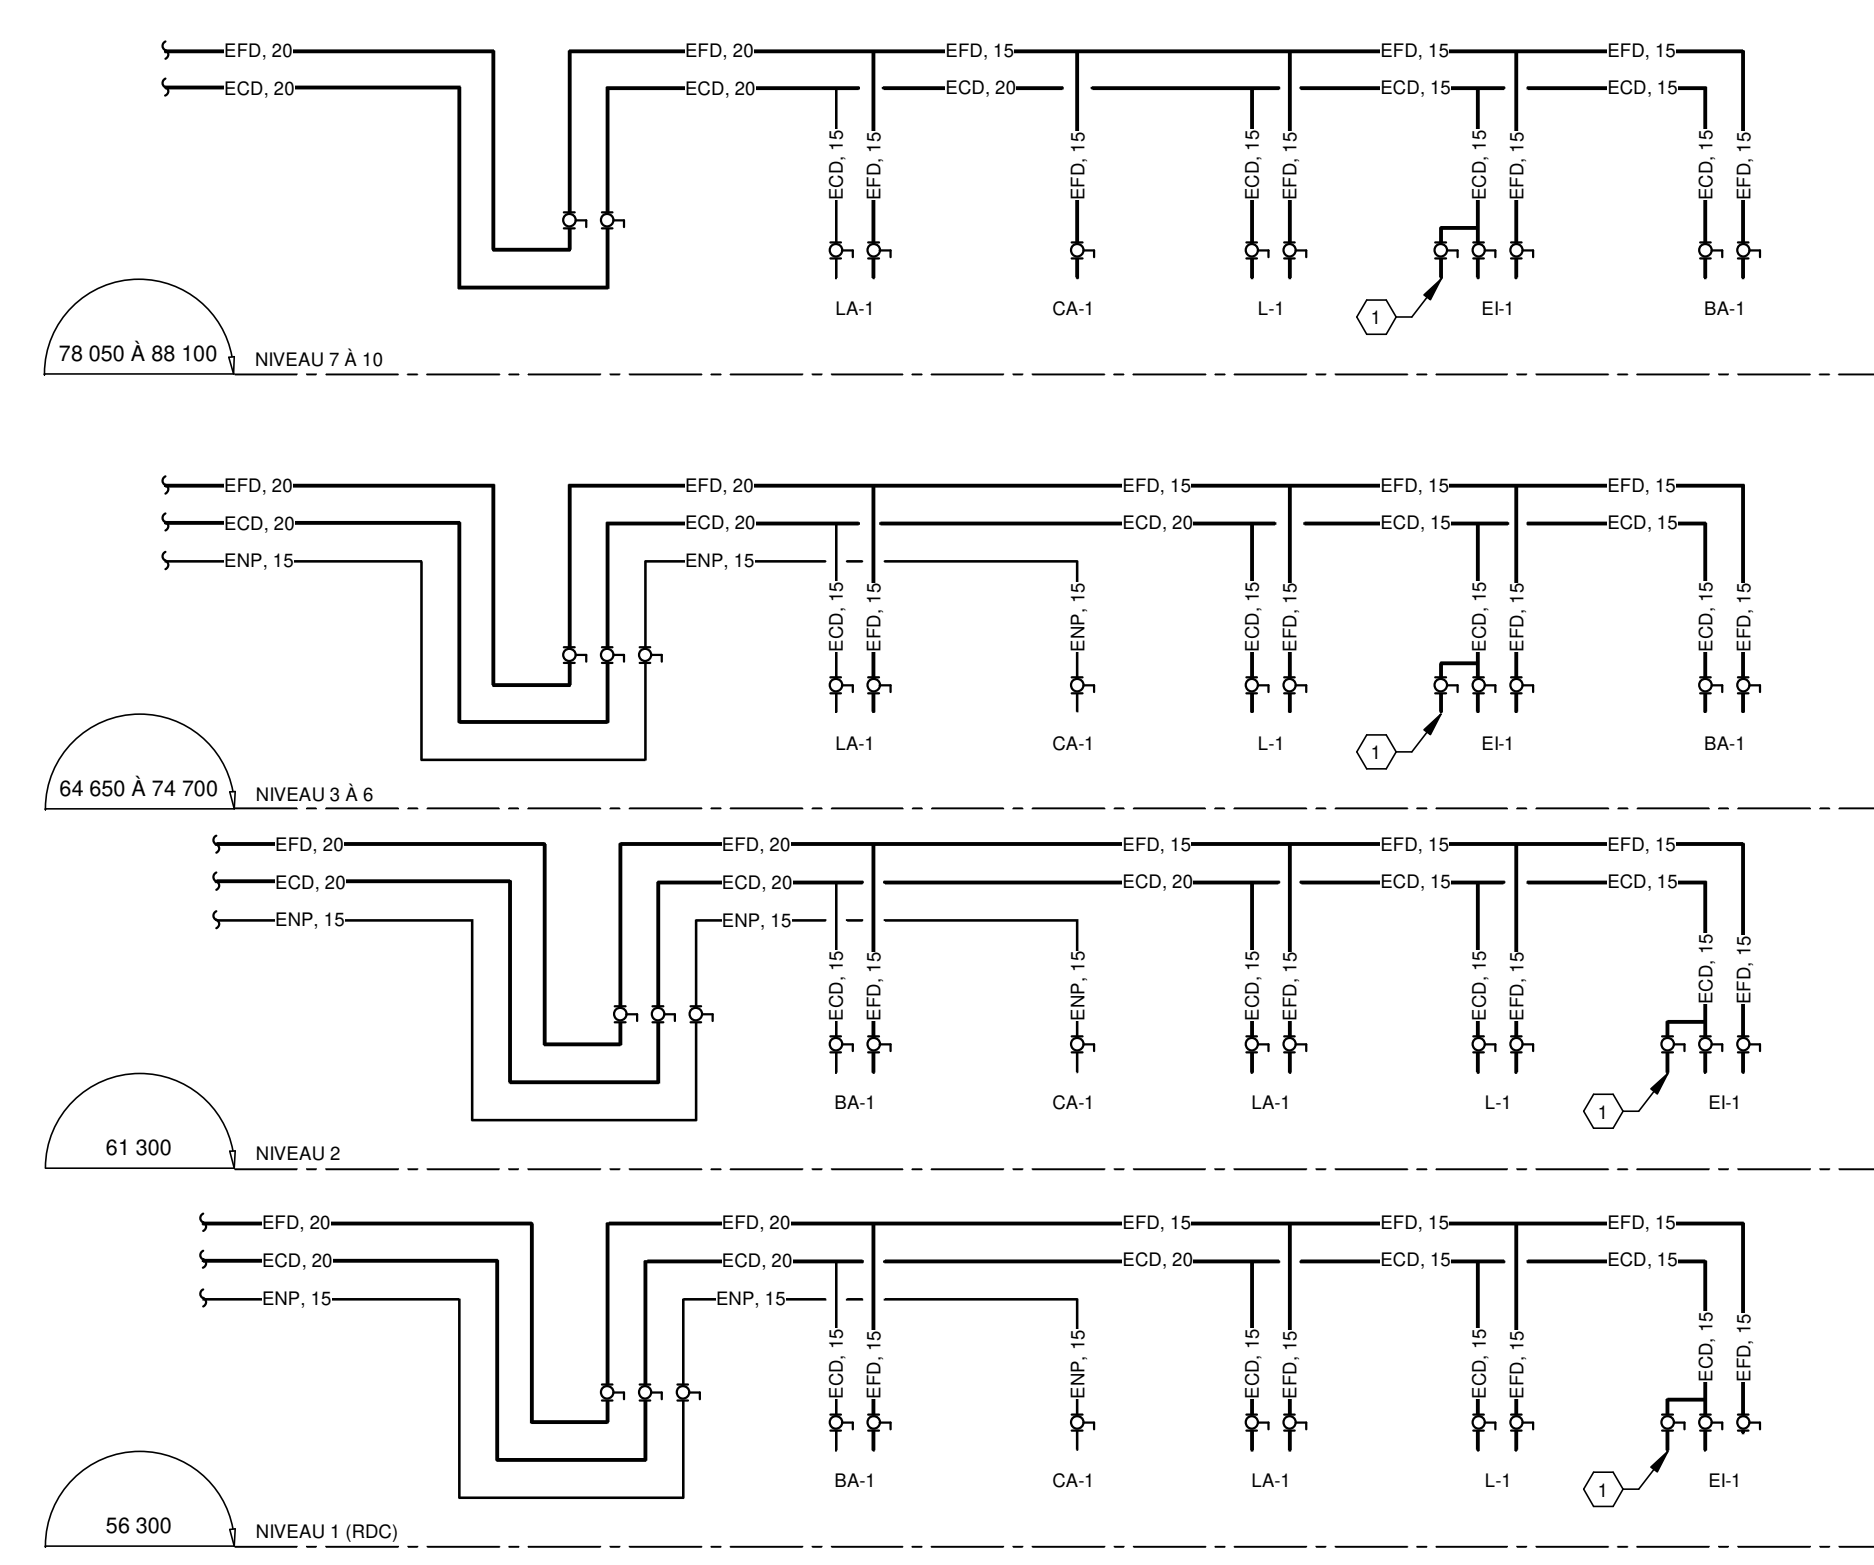 EFD, 20 EFD, 20 EFD, 15 EFD, 15 EFD, 15
ECD, 20 ECD, 20 ECD, 20 ECD, 15 ECD, 15
ECD, 15 EFD, 15 EFD, 15 ECD, 15 EFD, 15 ECD, 15 EFD, 15 ECD, 15 EFD, 15
LA-1 CA-1 L-1 1 EI-1 BA-1
78 050 À 88 100 NIVEAU 7 À 10
EFD, 20 EFD, 20 EFD, 15 EFD, 15 EFD, 15
ECD, 20 ECD, 20 ECD, 20 ECD, 15 ECD, 15
ENP, 15 ENP, 15
ECD, 15 EFD, 15 ENP, 15 ECD, 15 EFD, 15 ECD, 15 EFD, 15 ECD, 15 EFD, 15
LA-1 CA-1 L-1 1 EI-1 BA-1
64 650 À 74 700 NIVEAU 3 À 6
EFD, 20 EFD, 20 EFD, 15 EFD, 15 EFD, 15
ECD, 20 ECD, 20 ECD, 20 ECD, 15 ECD, 15
ENP, 15 ENP, 15
ECD, 15 EFD, 15 ENP, 15 ECD, 15 EFD, 15 ECD, 15 EFD, 15 ECD, 15 EFD, 15
BA-1 CA-1 LA-1 L-1 1 EI-1
61 300 NIVEAU 2
EFD, 20 EFD, 20 EFD, 15 EFD, 15 EFD, 15
ECD, 20 ECD, 20 ECD, 20 ECD, 15 ECD, 15
ENP, 15 ENP, 15
ECD, 15 EFD, 15 ENP, 15 ECD, 15 EFD, 15 ECD, 15 EFD, 15 ECD, 15 EFD, 15
BA-1 CA-1 LA-1 L-1 1 EI-1
56 300 NIVEAU 1 (RDC)